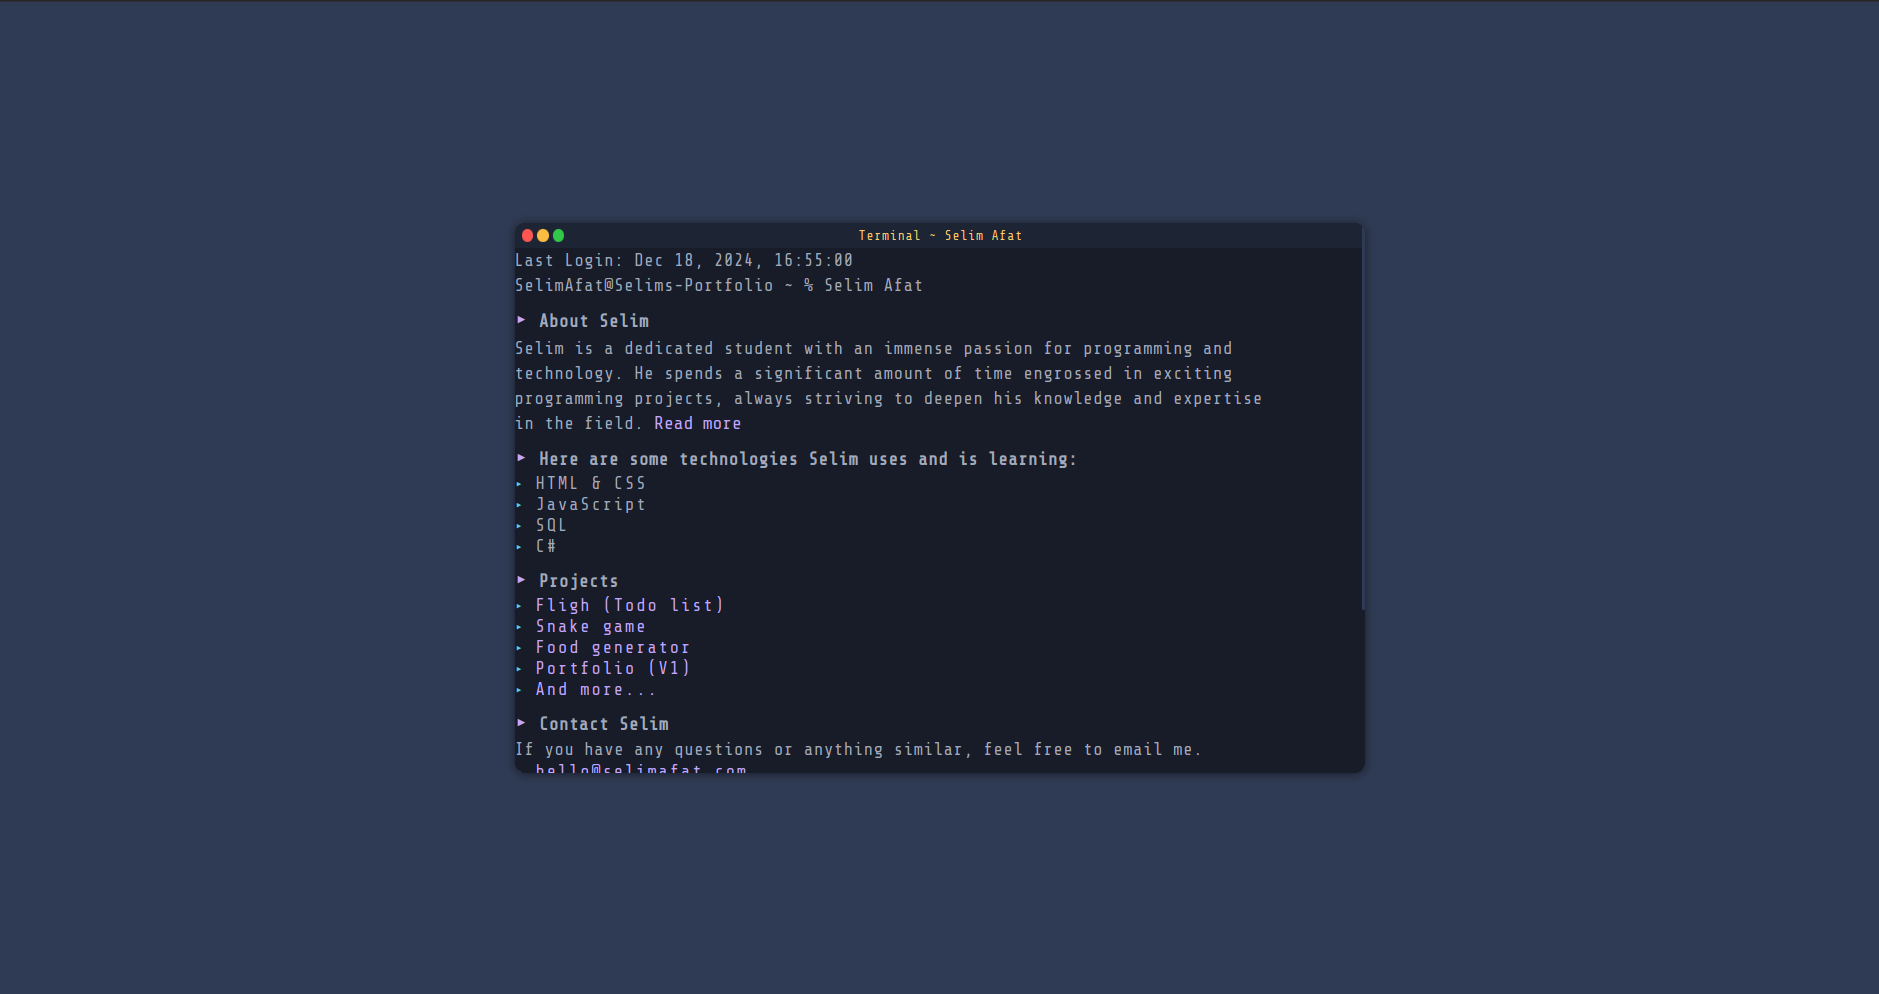 Terminal ~ Selim Afat
Last Login: Dec 18, 2024, 16:55:00
SelimAfat@Selims-Portfolio ~ % Selim Afat
About Selim
Selim is a dedicated student with an immense passion for programming and
technology. He spends a significant amount of time engrossed in exciting
programming projects, always striving to deepen his knowledge and expertise
in the field. Read more
Here are some technologies Selim uses and is learning:
HTML & CSS
JavaScript
SQL
C#
Projects
Fligh (Todo list)
Snake game
Food generator
Portfolio (V1)
And more...
Contact Selim
If you have any questions or anything similar, feel free to email me.
hello@selimafat.com